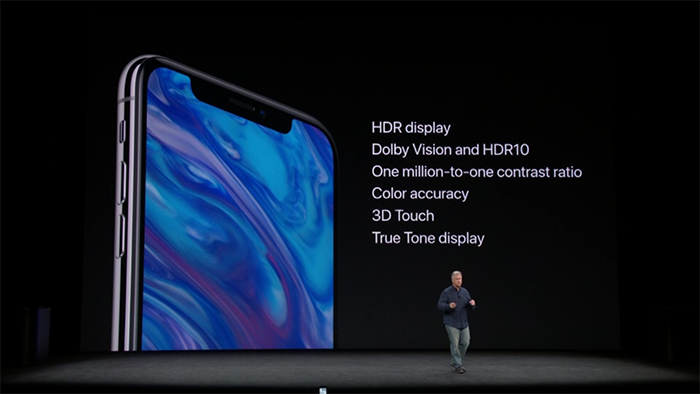 HDR display
Dolby Vision and HDR10
One million-to-one contrast ratio
Color accuracy
3D Touch
True Tone display